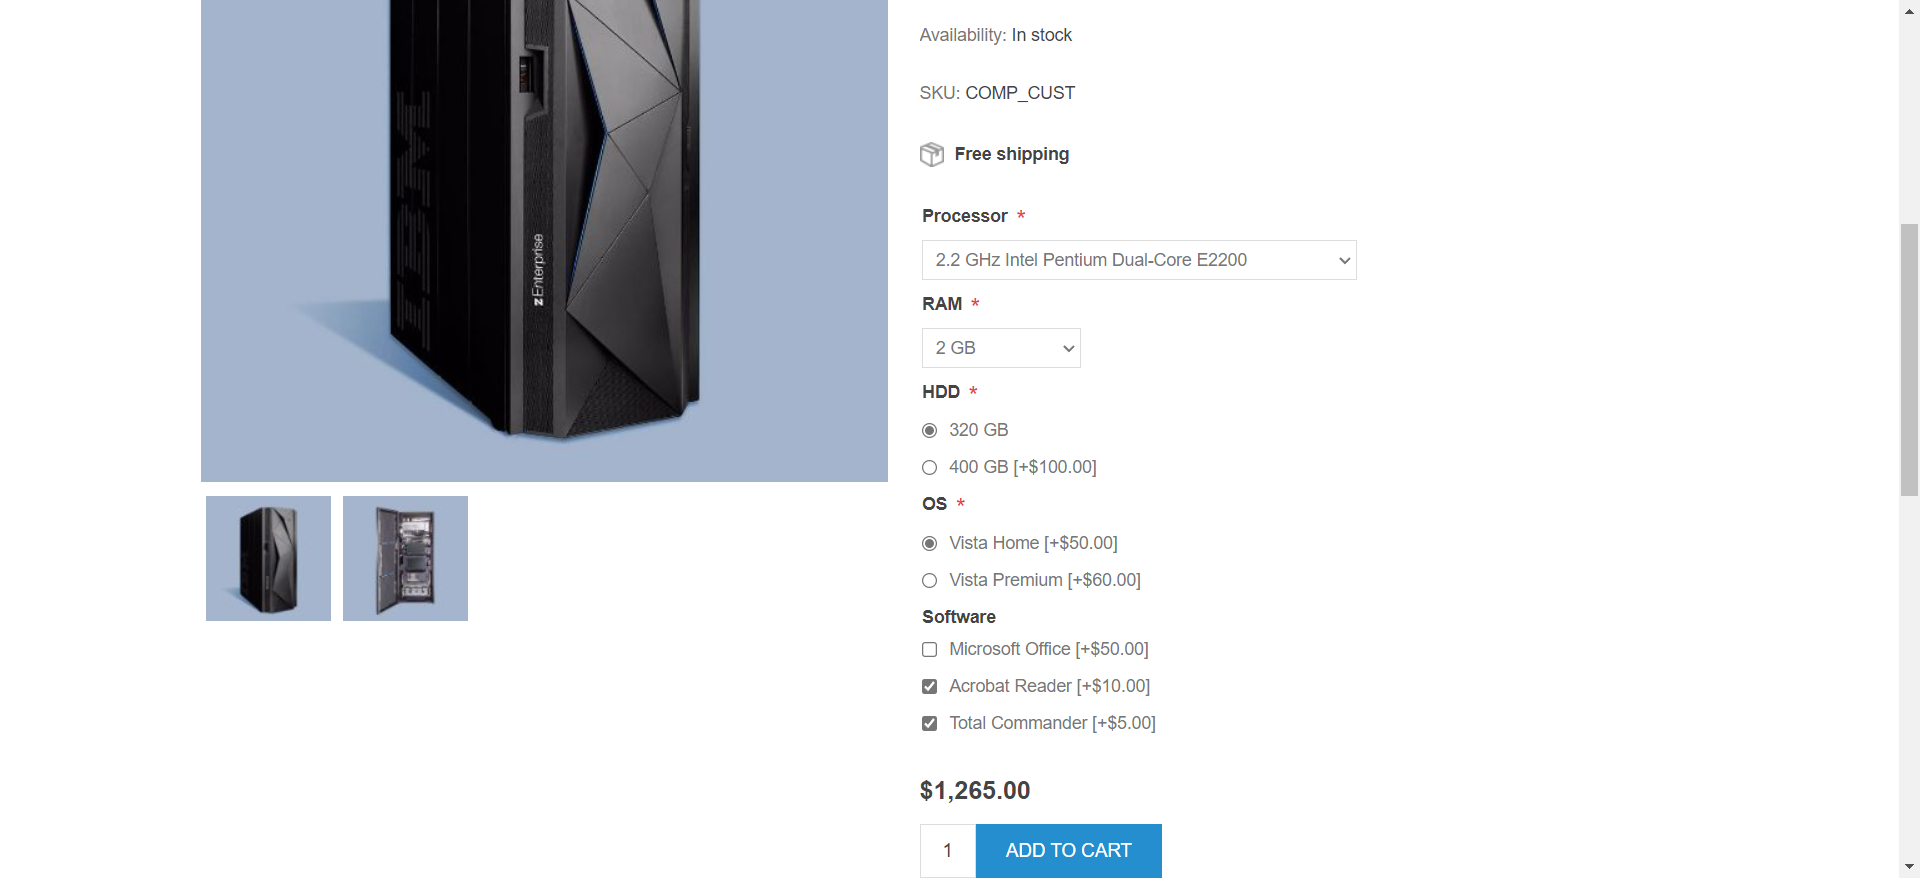 IBM
z Enterprise
Availability: In stock
SKU: COMP_CUST
Free shipping
Processor *
2.2 GHz Intel Pentium Dual-Core E2200
RAM *
2 GB
HDD *
320 GB
400 GB [+$100.00]
OS *
Vista Home [+$50.00]
Vista Premium [+$60.00]
Software
Microsoft Office [+$50.00]
Acrobat Reader [+$10.00]
Total Commander [+$5.00]
$1,265.00
1
ADD TO CART